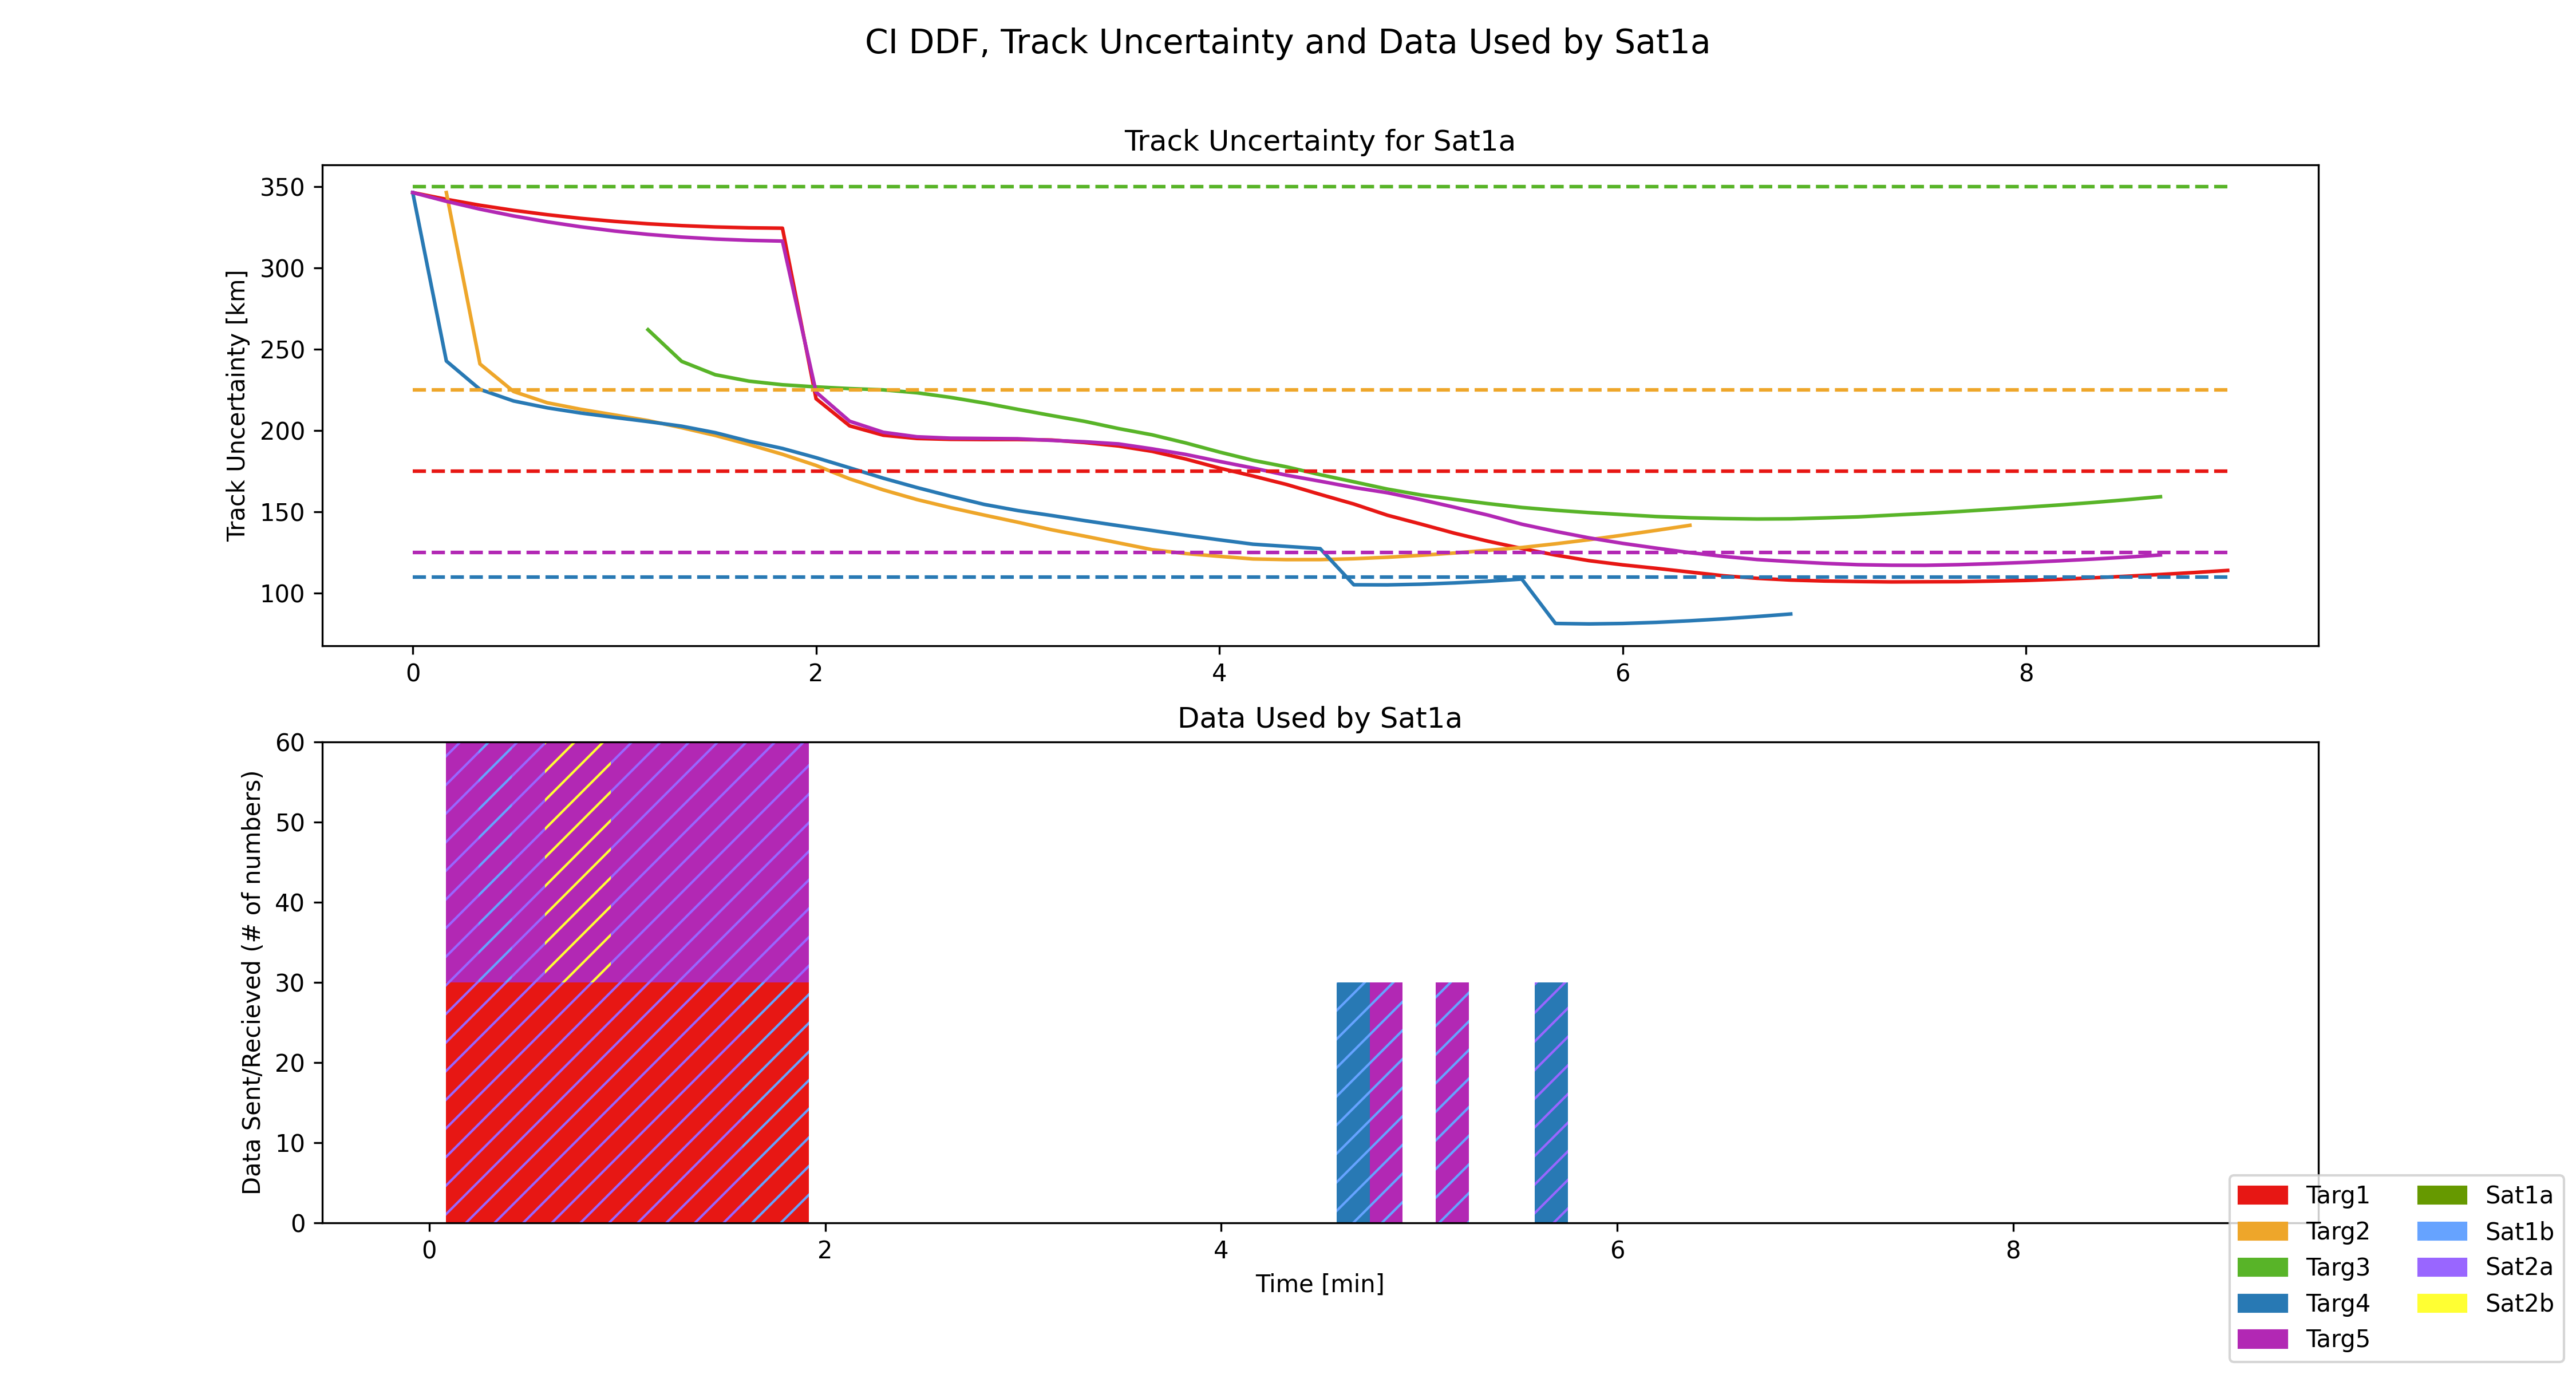 CI DDF, Track Uncertainty and Data Used by Sat1a
Track Uncertainty for Sat1a
Track Uncertainty [km]
350
300
250
200
150
100
0 2 4 6 8
Data Used by Sat1a
Data Sent/Recieved (# of numbers)
60
50
40
30
20
10
0
0 2 4 6 8
Time [min]
Targ1 Sat1a
Targ2 Sat1b
Targ3 Sat2a
Targ4 Sat2b
Targ5